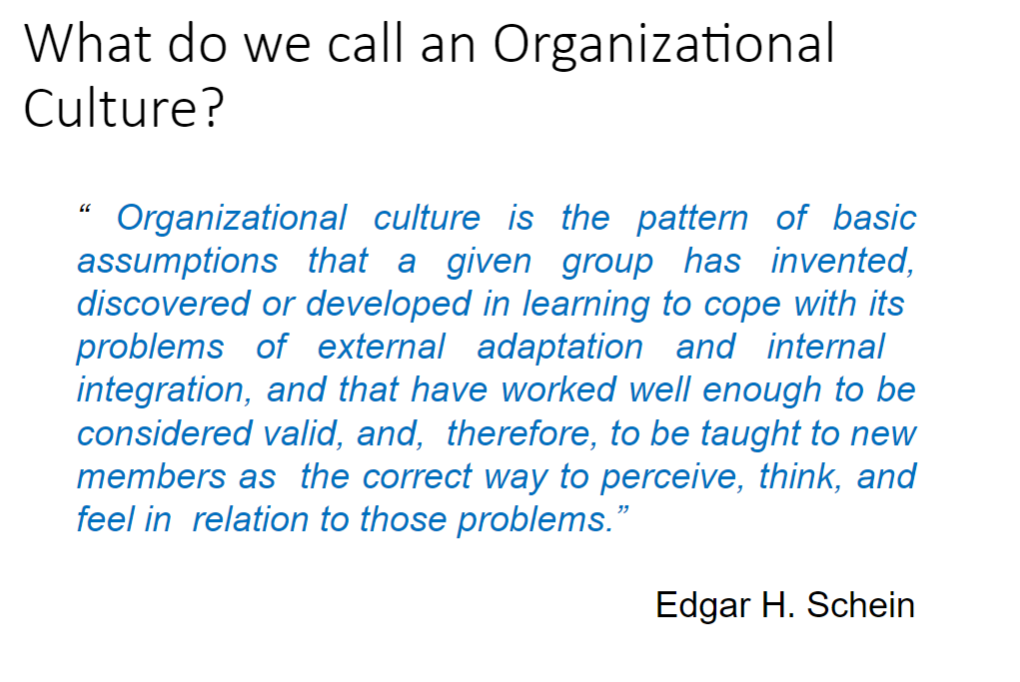 What do we call an Organizational
Culture?
“ Organizational culture is the pattern of basic
assumptions that a given group has invented,
discovered or developed in learning to cope with its
problems of external adaptation and internal
integration, and that have worked well enough to be
considered valid, and, therefore, to be taught to new
members as the correct way to perceive, think, and
feel in relation to those problems.”
Edgar H. Schein